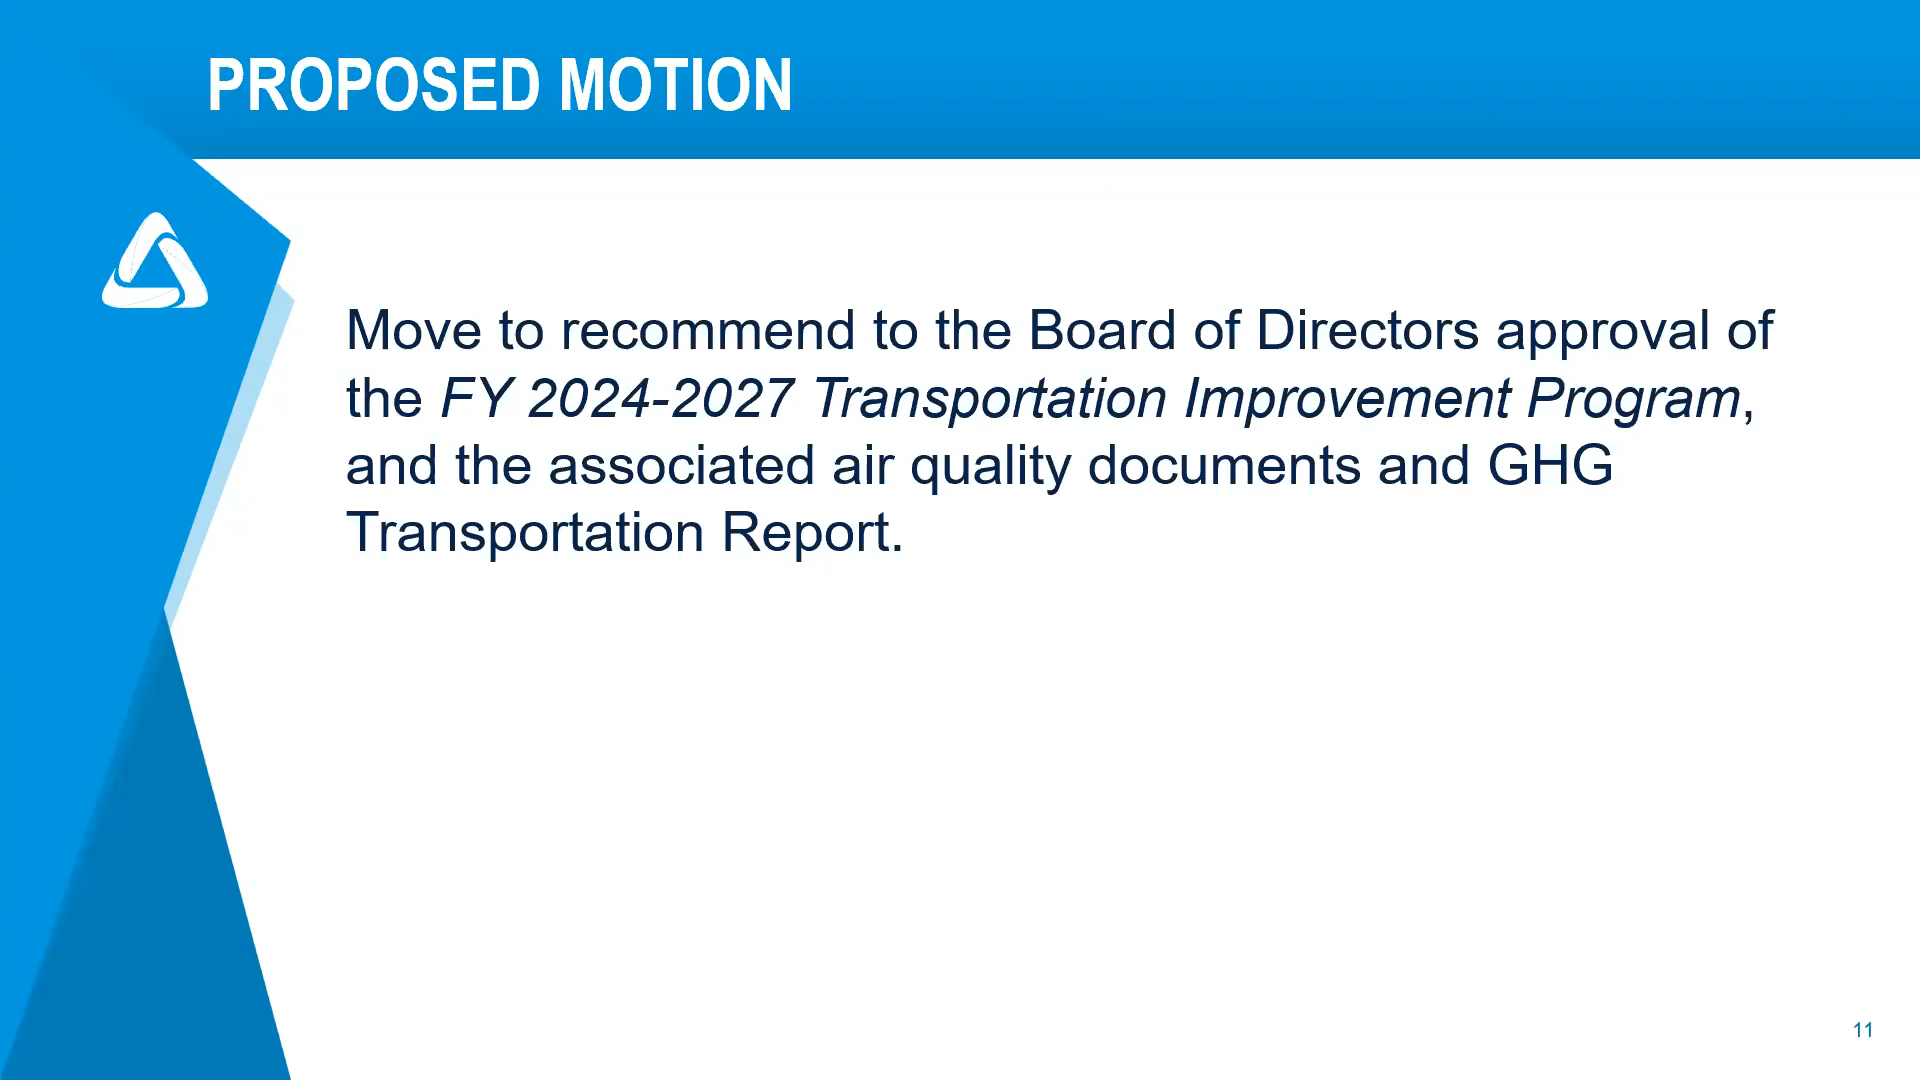 PROPOSED MOTION
Move to recommend to the Board of Directors approval of
the FY 2024-2027 Transportation Improvement Program,
and the associated air quality documents and GHG
Transportation Report.
11